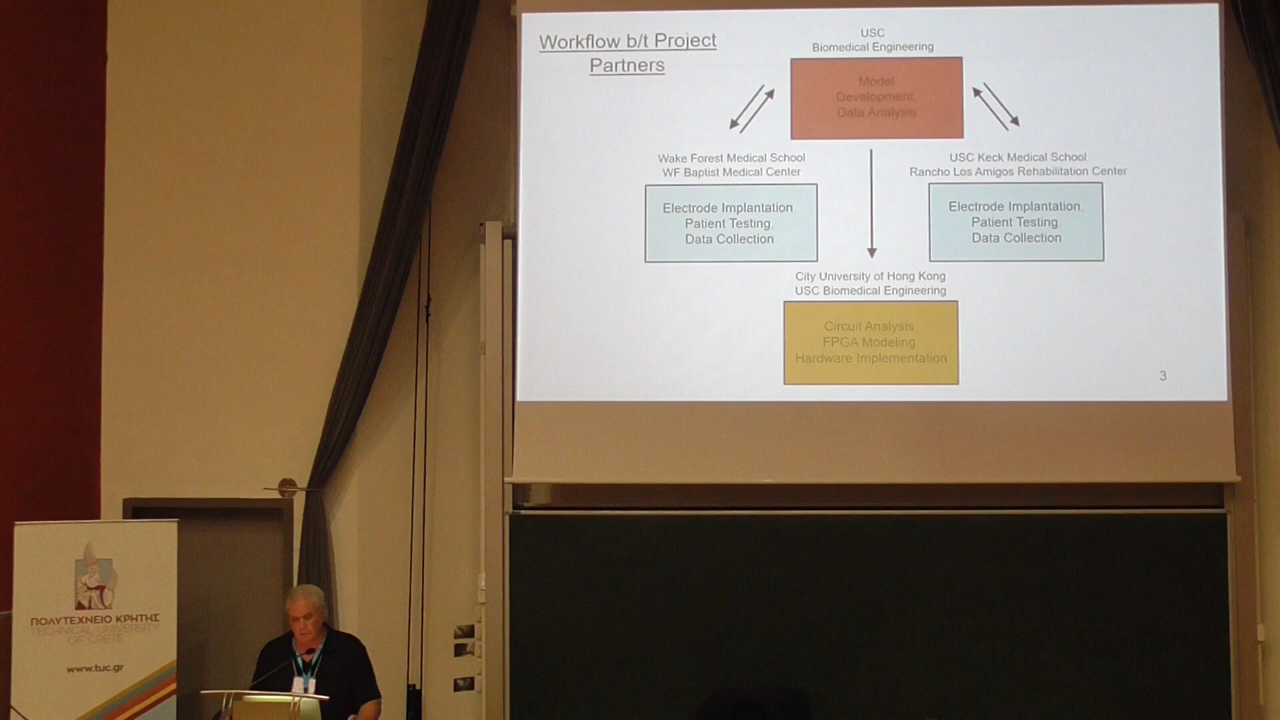 Workflow b/t Project
Partners
USC
Biomedical Engineering
Model
Development,
Data Analysis
Wake Forest Medical School
WF Baptist Medical Center
Electrode Implantation,
Patient Testing,
Data Collection
USC Keck Medical School
Rancho Los Amigos Rehabilitation Center
Electrode Implantation,
Patient Testing,
Data Collection
City University of Hong Kong
USC Biomedical Engineering
Circuit Analysis,
FPGA Modeling,
Hardware Implementation
3
ΠΟΛΥΤΕΧΝΕΙΟ ΚΡΗΤΗΣ
TECHNICAL UNIVERSITY
OF CRETE
www.tuc.gr